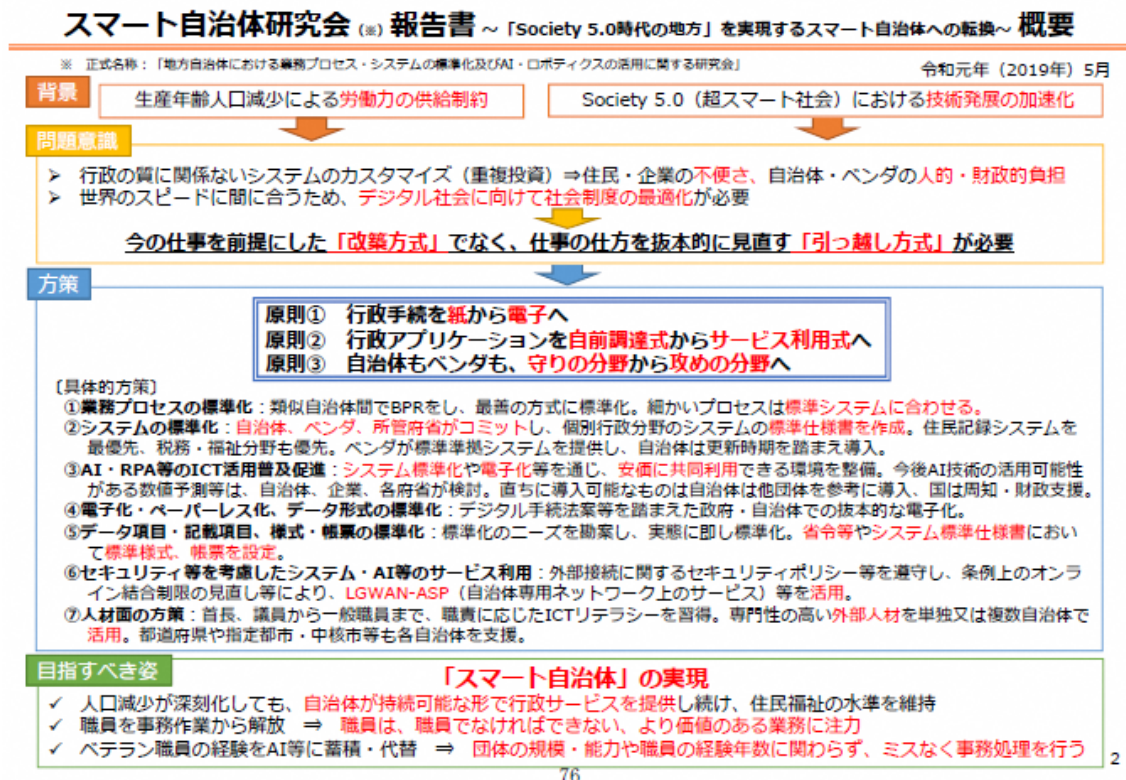 スマート自治体研究会（※）報告書～「Society 5.0時代の地方」を実現するスマート自治体への転換～ 概要
※ 正式名称：「地方自治体における業務プロセス・システムの標準化及びAI・ロボティクスの活用に関する研究会」
令和元年（2019年）5月
背景
生産年齢人口減少による労働力の供給制約
Society 5.0（超スマート社会）における技術発展の加速化
問題意識
➢ 行政の質に関係ないシステムのカスタマイズ（重複投資）⇒住民・企業の不便さ、自治体・ベンダの人的・財政的負担
➢ 世界のスピードに間に合うため、デジタル社会に向けて社会制度の最適化が必要
今の仕事を前提にした「改築方式」でなく、仕事の仕方を抜本的に見直す「引っ越し方式」が必要
方策
原則① 行政手続を紙から電子へ
原則② 行政アプリケーションを自前調達式からサービス利用式へ
原則③ 自治体もベンダも、守りの分野から攻めの分野へ
〔具体的方策〕
①業務プロセスの標準化：類似自治体間でBPRをし、最善の方式に標準化。細かいプロセスは標準システムに合わせる。
②システムの標準化：自治体、ベンダ、所管府省がコミットし、個別行政分野のシステムの標準仕様書を作成。住民記録システムを
最優先、税務・福祉分野も優先。ベンダが標準準拠システムを提供し、自治体は更新時期を踏まえ導入。
③AI・RPA等のICT活用普及促進：システム標準化や電子化等を通じ、安価に共同利用できる環境を整備。今後AI技術の活用可能性
がある数値予測等は、自治体、企業、各府省が検討。直ちに導入可能なものは自治体は他団体を参考に導入、国は周知・財政支援。
④電子化・ペーパーレス化、データ形式の標準化：デジタル手続法案等を踏まえた政府・自治体での抜本的な電子化。
⑤データ項目・記載項目、様式・帳票の標準化：標準化のニーズを勘案し、実態に即し標準化。省令等やシステム標準仕様書におい
て標準様式、帳票を設定。
⑥セキュリティ等を考慮したシステム・AI等のサービス利用：外部接続に関するセキュリティポリシー等を遵守し、条例上のオンラ
イン結合制限の見直し等により、LGWAN-ASP（自治体専用ネットワーク上のサービス）等を活用。
⑦人材面の方策：首長、議員から一般職員まで、職責に応じたICTリテラシーを習得。専門性の高い外部人材を単独又は複数自治体で
活用。都道府県や指定都市・中核市等も各自治体を支援。
目指すべき姿
「スマート自治体」の実現
✓ 人口減少が深刻化しても、自治体が持続可能な形で行政サービスを提供し続け、住民福祉の水準を維持
✓ 職員を事務作業から解放 ⇒ 職員は、職員でなければできない、より価値のある業務に注力
✓ ベテラン職員の経験をAI等に蓄積・代替 ⇒ 団体の規模・能力や職員の経験年数に関わらず、ミスなく事務処理を行う
2
76